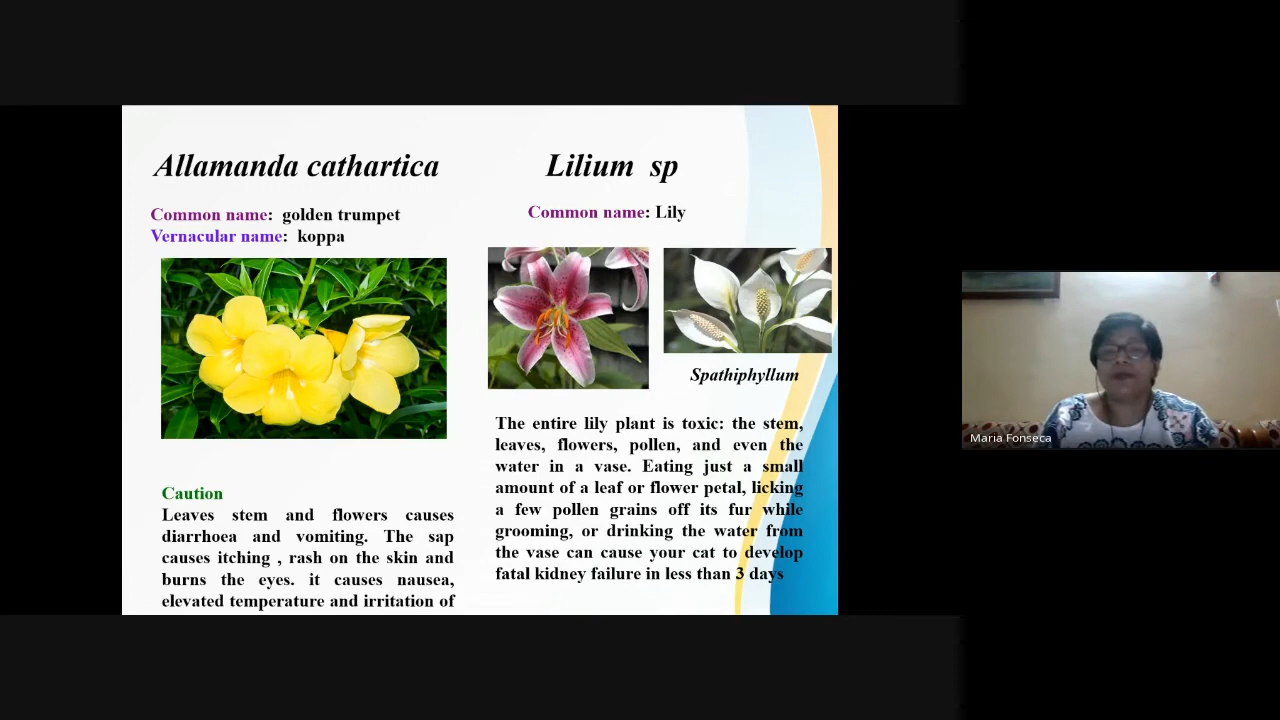 Allamanda cathartica
Common name: golden trumpet
Vernacular name: koppa
Caution
Leaves stem and flowers causes
diarrhoea and vomiting. The sap
causes itching , rash on the skin and
burns the eyes. it causes nausea,
elevated temperature and irritation of
Lilium sp
Common name: Lily
Spathiphyllum
The entire lily plant is toxic: the stem,
leaves, flowers, pollen, and even the
water in a vase. Eating just a small
amount of a leaf or flower petal, licking
a few pollen grains off its fur while
grooming, or drinking the water from
the vase can cause your cat to develop
fatal kidney failure in less than 3 days
Maria Fonseca